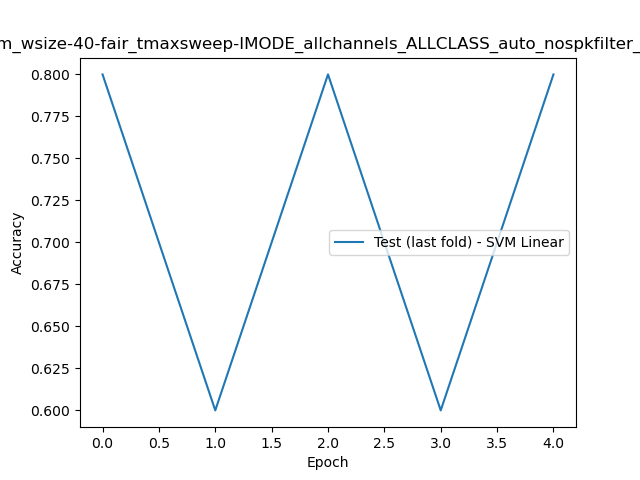 m_wsize-40-fair_tmaxsweep-IMODE_allchannels_ALLCLASS_auto_nospkfilter_
0.800
0.775
0.750
0.725
0.700
0.675
0.650
0.625
0.600
Accuracy
Test (last fold) - SVM Linear
0.0 0.5 1.0 1.5 2.0 2.5 3.0 3.5 4.0
Epoch